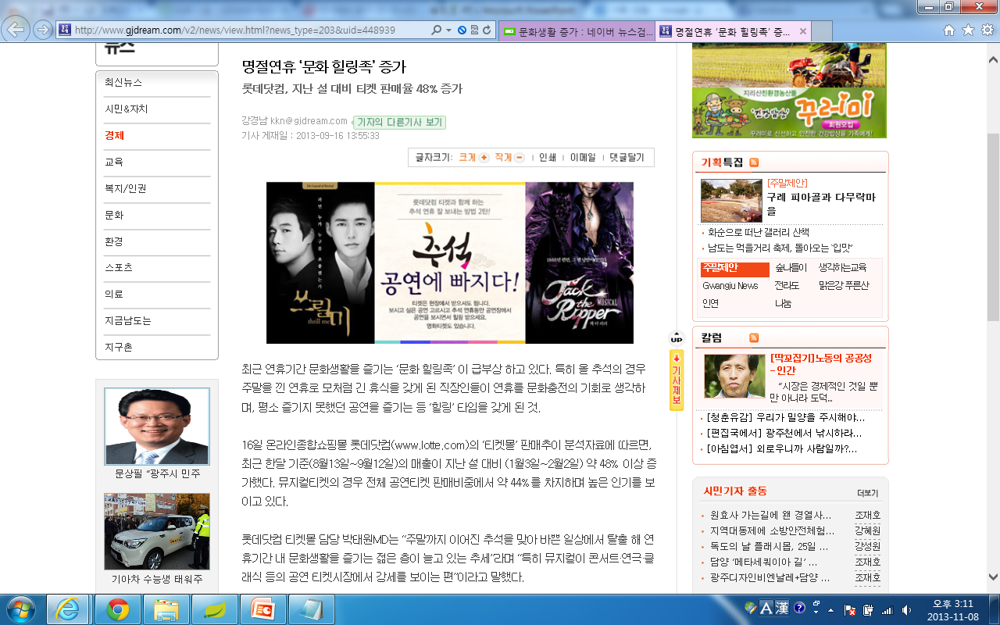 http://www.gjdream.com/v2/news/view.html?news_type=203&uid=448939
문화생활 증가 : 네이버 뉴스검...
명절연휴 '문화 힐링족' 증...
뉴스
최신뉴스
시민&자치
경제
교육
복지/인권
문화
환경
스포츠
의료
지금남도는
지구촌
문상필 "광주시 민주
기아차 수능생 태워주
명절연휴 '문화 힐링족' 증가
롯데닷컴, 지난 설 대비 티켓 판매율 48% 증가
강경남 kkn@gjdream.com 기자의 다른기사 보기
기사 게재일 : 2013-09-16 13:55:33
글자크기: 크게 작게 인쇄 이메일 댓글달기
The Legend of Musical
과연 누가 누구를 조종했는가
쓰릴미
thrill me
롯데닷컴 티켓과 함께 하는
추석 연휴 잘 보내는 방법 2탄!
추석
공연에 빠지다!
티켓은 현장에서 받으셔도 됩니다.
보시고 싶은 공연 고르시고 추석 연휴동안 공연장에서
공연을 보시면서 힐링 받으세요.
영화티켓도 있습니다.
Jack the Ripper
MUSICAL
잭더리퍼
최근 연휴기간 문화생활을 즐기는 '문화 힐링족' 이 급부상 하고 있다. 특히 올 추석의 경우
주말을 낀 연휴로 모처럼 긴 휴식을 갖게 된 직장인들이 연휴를 문화충전의 기회로 생각하
며, 평소 즐기지 못했던 공연을 즐기는 등 '힐링' 타임을 갖게 된 것.
16일 온라인종합쇼핑몰 롯데닷컴(www.lotte.com)의 '티켓몰' 판매추이 분석자료에 따르면,
최근 한달 기준(8월13일~9월12일)의 매출이 지난 설 대비 (1월3일~2월2일) 약 48% 이상 증
가했다. 뮤지컬티켓의 경우 전체 공연티켓 판매비중에서 약 44%를 차지하며 높은 인기를 보
이고 있다.
롯데닷컴 티켓몰 담당 박태원MD는 "주말까지 이어진 추석을 맞아 바쁜 일상에서 탈출 해 연
휴기간 내 문화생활을 즐기는 젊은 층이 늘고 있는 추세"라며 "특히 뮤지컬이 콘서트·연극·클
래식 등의 공연 티켓시장에서 강세를 보이는 편"이라고 말했다.
UP
기사제보
지리산친환경농산물
'건강밥상' 꾸러미
회원모집
꾸러미로 신선하고 안전한 건강밥상을 가족에게!
기획특집
[주말제안]
구례 피아골과 다무락마
을
화순으로 떠난 갤러리 산책
남도는 먹을거리 축제, 돌아오는 '입맛'
주말제안 숲나들이 생각하는교육
Gwangju News 전라도 맑은강 푸른산
인연 나눔
칼럼
[딱꼬집기]노동의 공공성
-인간
"시장은 경제적인 것일 뿐
만 아니라 도덕...
[청춘유감] 우리가 밀양을 주시해야...
[편집국에서] 광주천에서 낚시하라...
[아침엽서] 외로우니까 사람일까?...
시민기자 출동 더보기
원효사 가는길에 왠 경열사... 조재호
지역대동제에 소방안전체험... 강혜원
독도의 날 플래시몹, 25일 ... 강성원
담양 '메타세쿼이아 길' ... 조재호
광주디자인비엔날레+담양 ... 조재호
A 漢
오후 3:11
2013-11-08